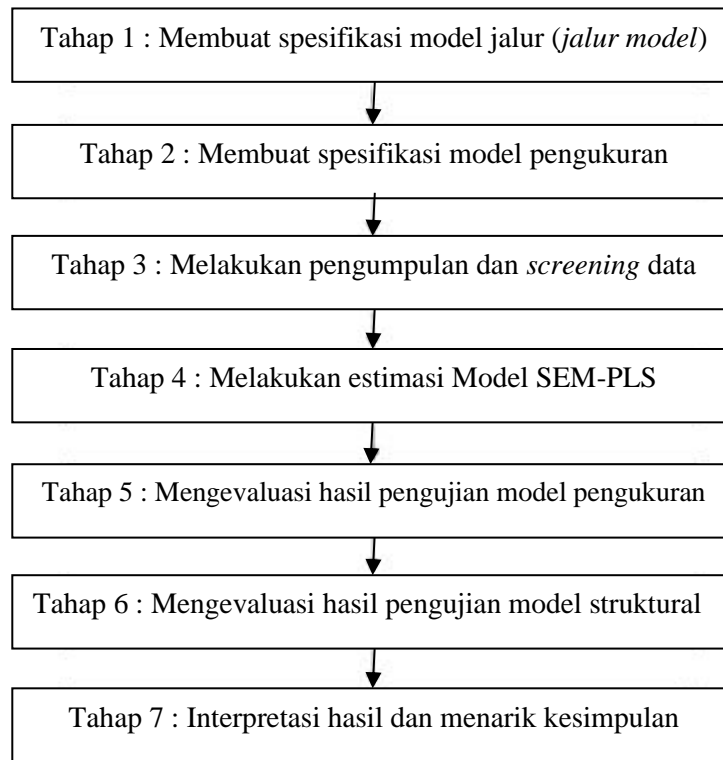 Tahap 1 : Membuat spesifikasi model jalur (jalur model)
Tahap 2 : Membuat spesifikasi model pengukuran
Tahap 3 : Melakukan pengumpulan dan screening data
Tahap 4 : Melakukan estimasi Model SEM-PLS
Tahap 5 : Mengevaluasi hasil pengujian model pengukuran
Tahap 6 : Mengevaluasi hasil pengujian model struktural
Tahap 7 : Interpretasi hasil dan menarik kesimpulan